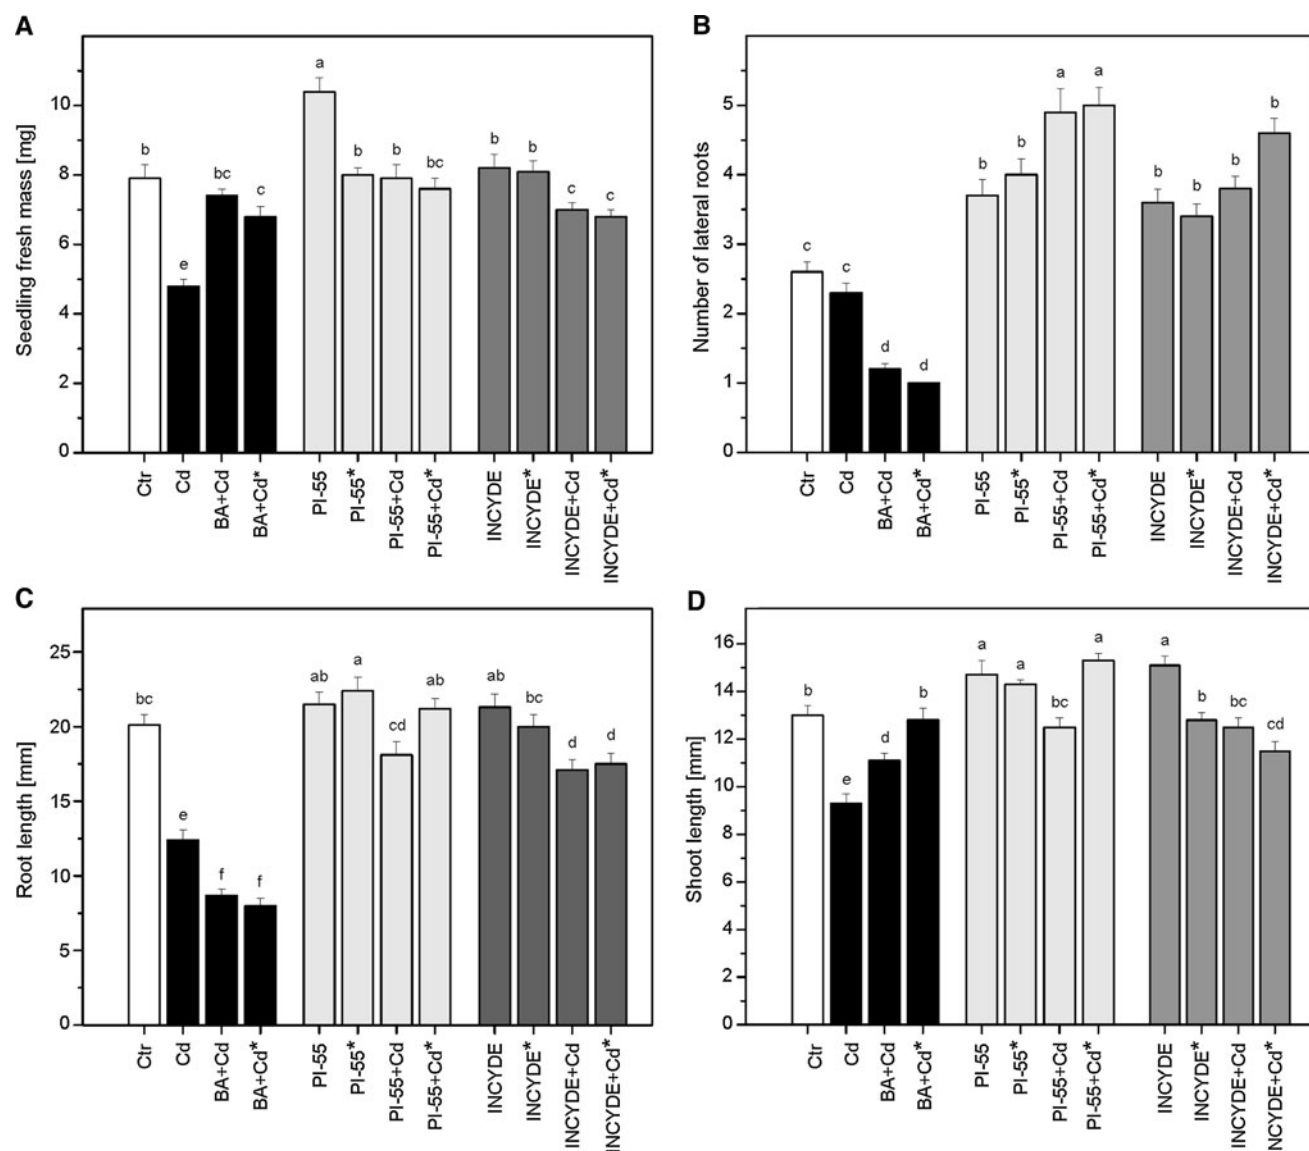 A
Seedling fresh mass [mg]
10
8
6
4
2
0
b
e
bc
c
a
b
b
bc
b
b
c
c
Ctr
Cd
BA+Cd
BA+Cd*
PI-55
PI-55*
PI-55+Cd
PI-55+Cd*
INCYDE
INCYDE*
INCYDE+Cd
INCYDE+Cd*
B
Number of lateral roots
5
4
3
2
1
0
c
c
d
d
b
b
a
a
b
b
b
b
Ctr
Cd
BA+Cd
BA+Cd*
PI-55
PI-55*
PI-55+Cd
PI-55+Cd*
INCYDE
INCYDE*
INCYDE+Cd
INCYDE+Cd*
C
Root length [mm]
25
20
15
10
5
0
bc
e
f
f
ab
a
cd
ab
ab
bc
d
d
Ctr
Cd
BA+Cd
BA+Cd*
PI-55
PI-55*
PI-55+Cd
PI-55+Cd*
INCYDE
INCYDE*
INCYDE+Cd
INCYDE+Cd*
D
Shoot length [mm]
16
14
12
10
8
6
4
2
0
b
e
d
b
a
a
bc
a
a
b
bc
cd
Ctr
Cd
BA+Cd
BA+Cd*
PI-55
PI-55*
PI-55+Cd
PI-55+Cd*
INCYDE
INCYDE*
INCYDE+Cd
NCYDE+Cd*